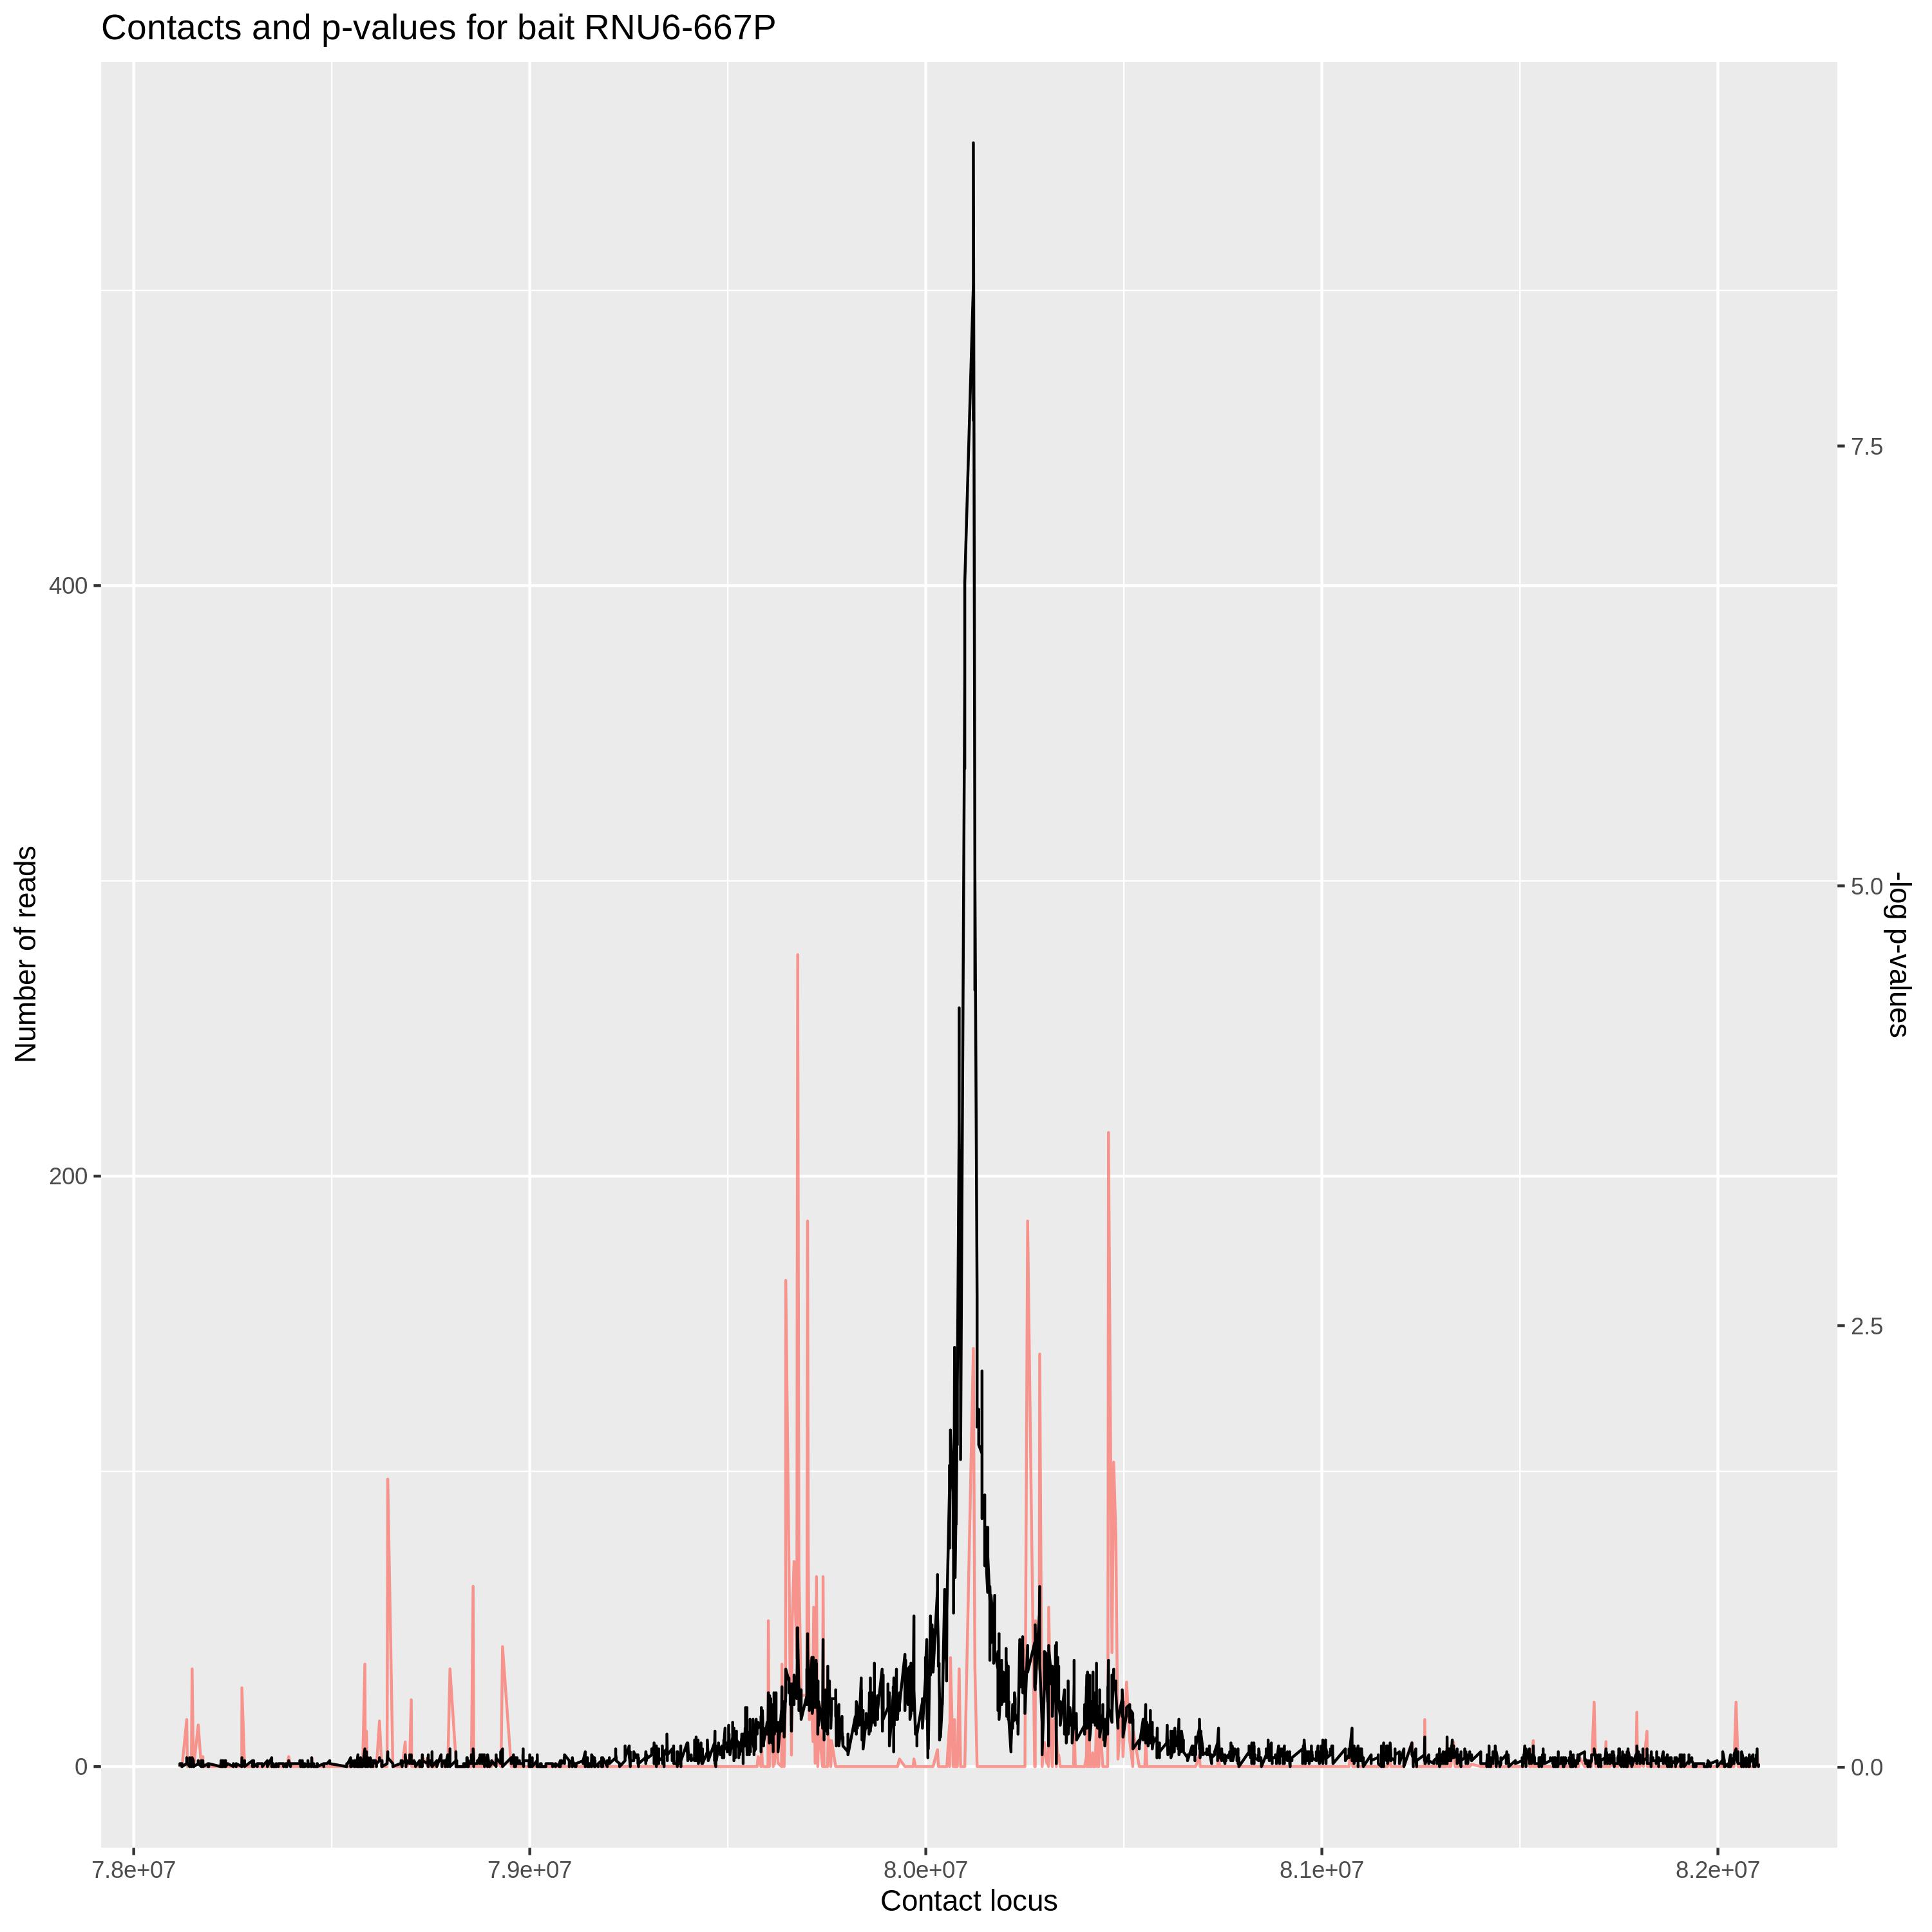 Contacts and p-values for bait RNU6-667P
400
200
0
Number of reads
7.5
5.0
2.5
0.0
-log p-values
7.8e+07
7.9e+07
8.0e+07
8.1e+07
8.2e+07
Contact locus